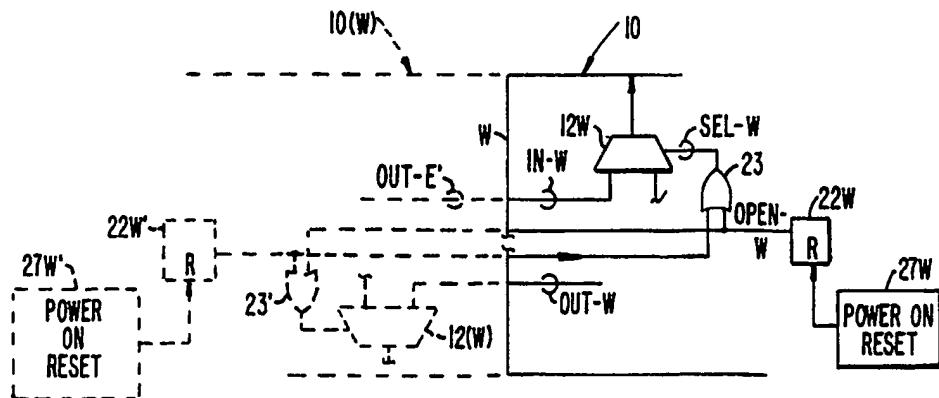 10(W)
10
W
12W
SEL-W
IN-W
23
OUT-E'
OPEN-
W
22W
R
22W'
R
27W'
POWER
ON
RESET
23'
12(W)
OUT-W
27W
POWER ON
RESET